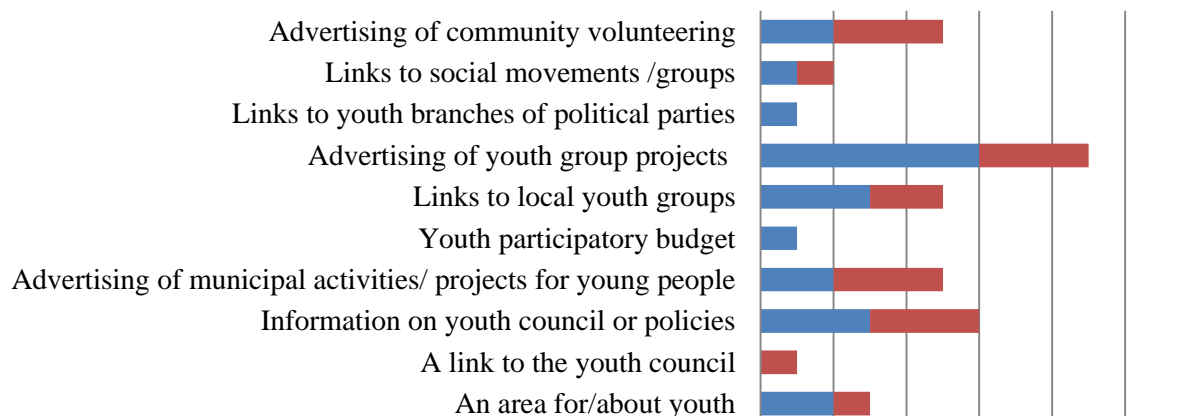 Advertising of community volunteering
Links to social movements /groups
Links to youth branches of political parties
Advertising of youth group projects
Links to local youth groups
Youth participatory budget
Advertising of municipal activities/ projects for young people
Information on youth council or policies
A link to the youth council
An area for/about youth